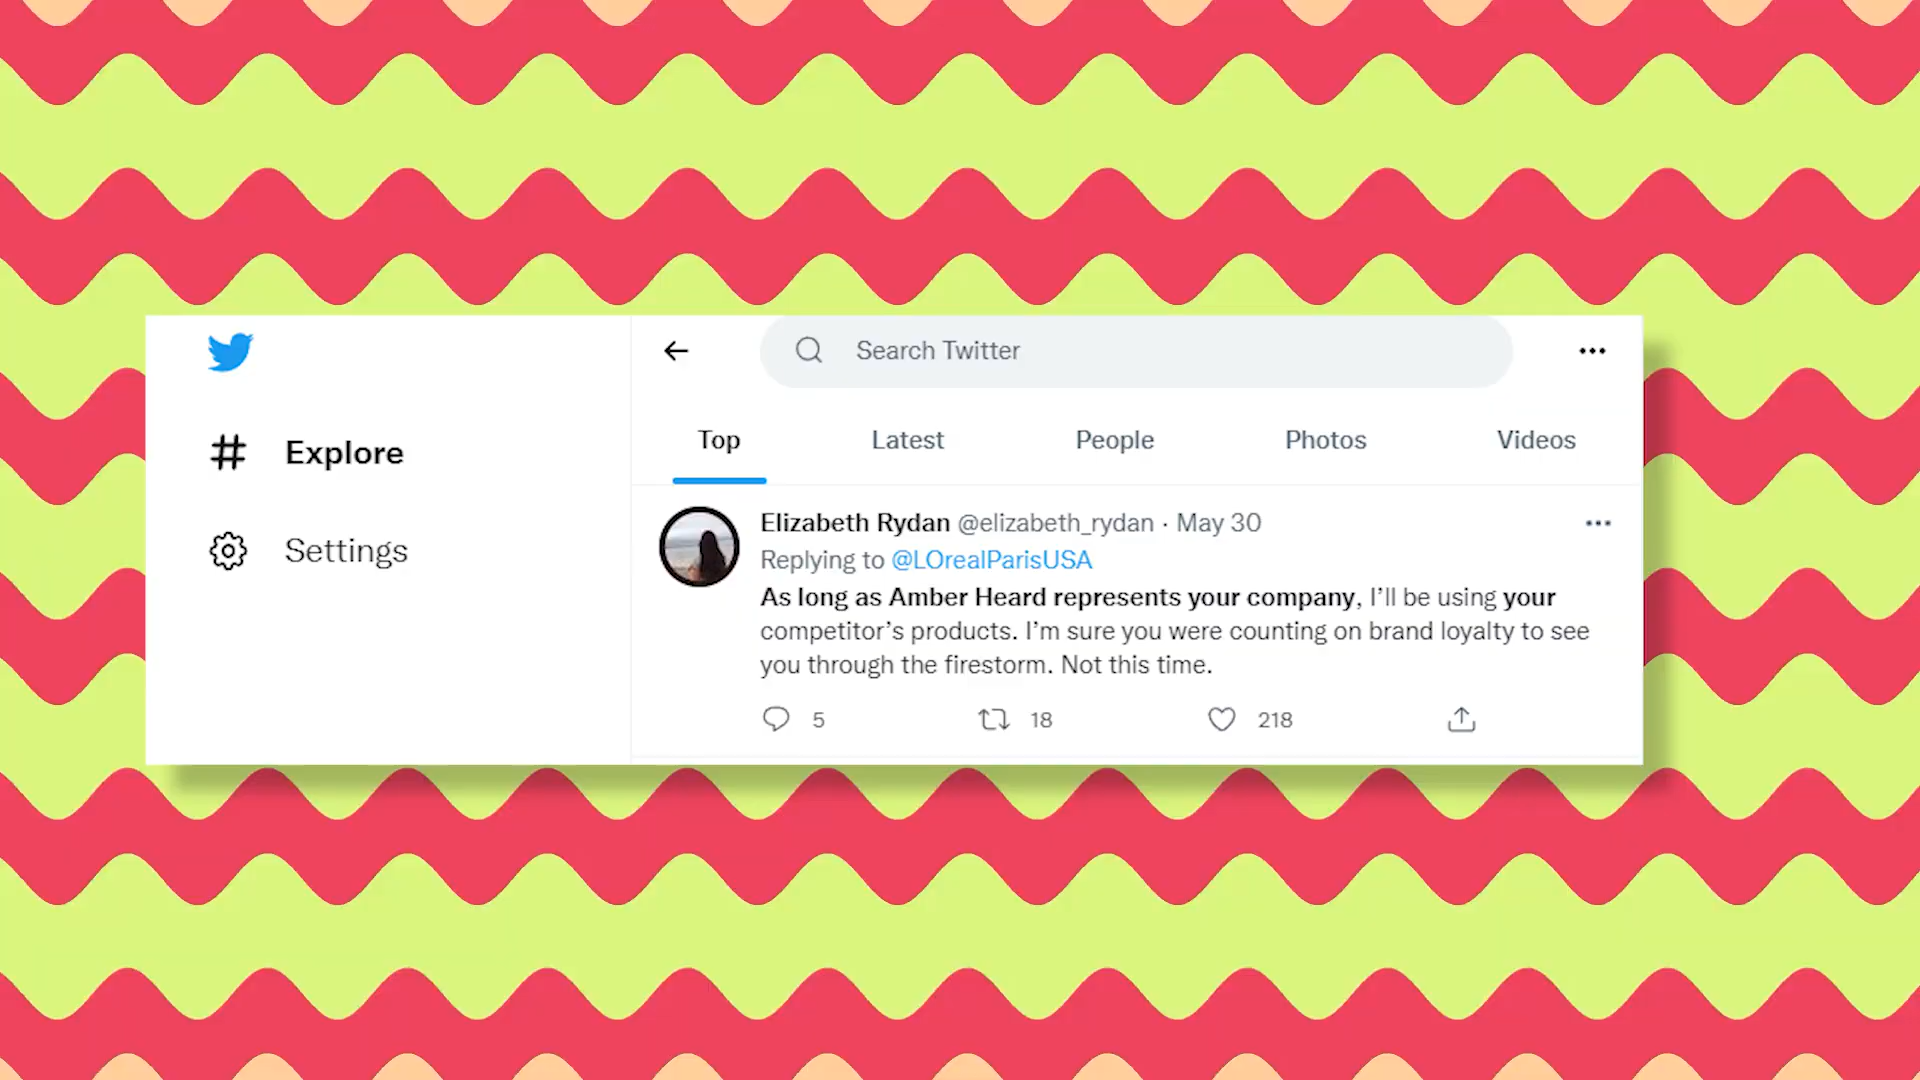 Search Twitter
Explore
Settings
Top Latest People Photos Videos
Elizabeth Rydan @elizabeth_rydan · May 30
Replying to @LOrealParisUSA
As long as Amber Heard represents your company, I’ll be using your
competitor’s products. I’m sure you were counting on brand loyalty to see
you through the firestorm. Not this time.
5 18 218